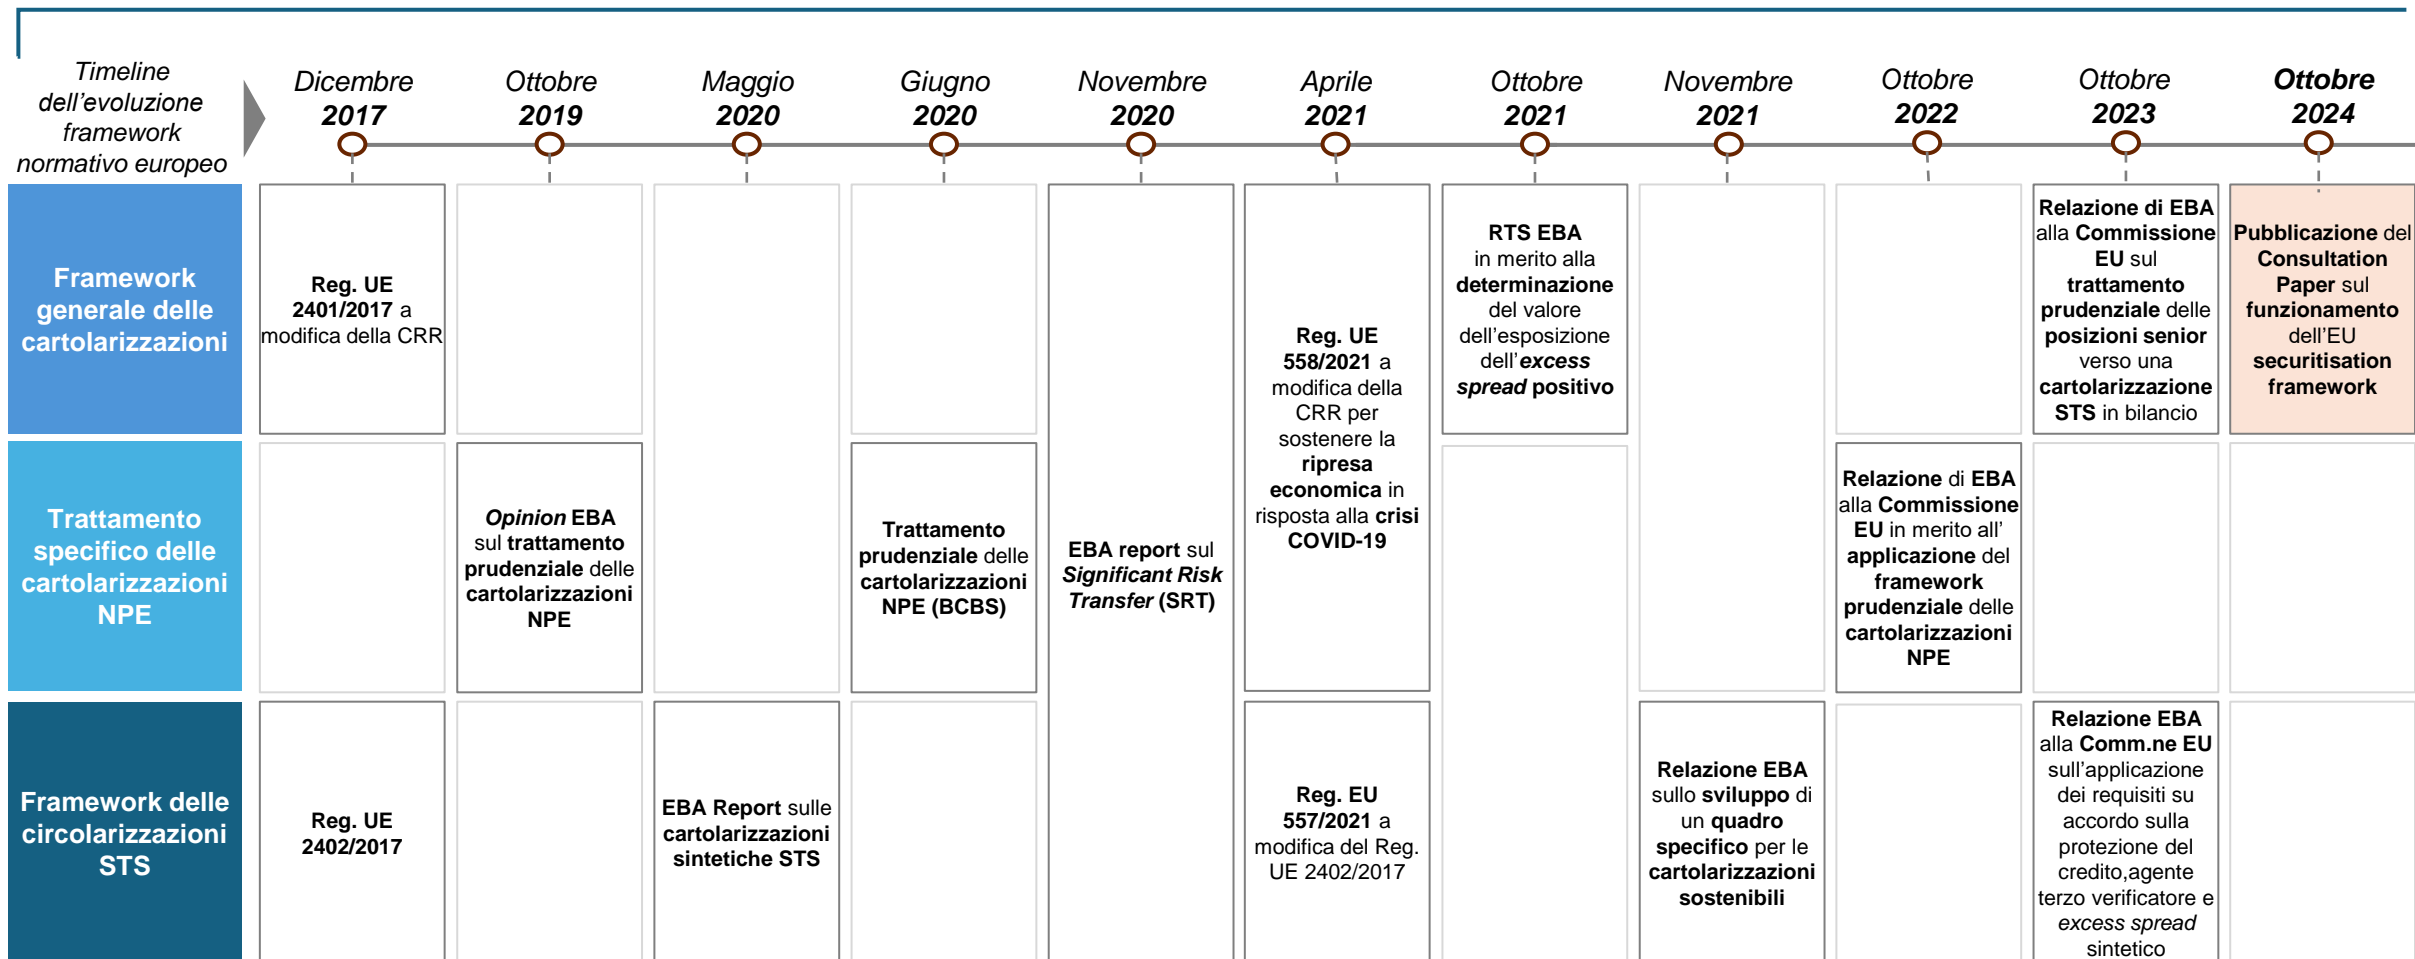 Timeline
dell'evoluzione
framework
normativo europeo
Dicembre
2017
Ottobre
2019
Maggio
2020
Giugno
2020
Novembre
2020
Aprile
2021
Ottobre
2021
Novembre
2021
Ottobre
2022
Ottobre
2023
Ottobre
2024
Framework
generale delle
cartolarizzazioni
Reg. UE
2401/2017 a
modifica della CRR
Reg. UE
558/2021 a
modifica della
CRR per
sostenere la
ripresa
economica in
risposta alla crisi
COVID-19
RTS EBA
in merito alla
determinazione
del valore
dell'esposizione
dell'excess
spread positivo
Relazione di EBA
alla Commissione
EU sul
trattamento
prudenziale delle
posizioni senior
verso una
cartolarizzazione
STS in bilancio
Pubblicazione del
Consultation
Paper sul
funzionamento
dell'EU
securitisation
framework
Trattamento
specifico delle
cartolarizzazioni
NPE
Opinion EBA
sul trattamento
prudenziale delle
cartolarizzazioni
NPE
Trattamento
prudenziale delle
cartolarizzazioni
NPE (BCBS)
EBA report sul
Significant Risk
Transfer (SRT)
Relazione di EBA
alla Commissione
EU in merito all'
applicazione del
framework
prudenziale delle
cartolarizzazioni
NPE
Framework delle
circolarizzazioni
STS
Reg. UE
2402/2017
EBA Report sulle
cartolarizzazioni
sintetiche STS
Reg. EU
557/2021 a
modifica del Reg.
UE 2402/2017
Relazione EBA
sullo sviluppo di
un quadro
specifico per le
cartolarizzazioni
sostenibili
Relazione EBA
alla Comm.ne EU
sull'applicazione
dei requisiti su
accordo sulla
protezione del
credito,agente
terzo verificatore e
excess spread
sintetico